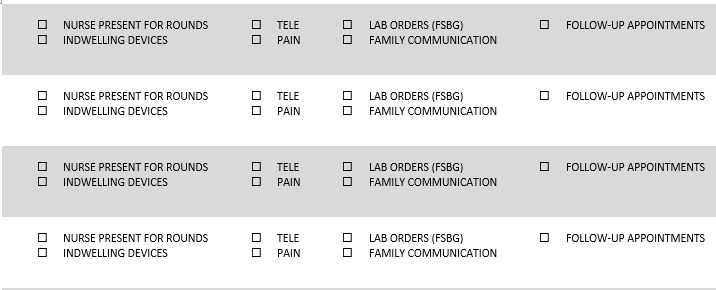 ☐ NURSE PRESENT FOR ROUNDS ☐ TELE ☐ LAB ORDERS (FSBG) ☐ FOLLOW-UP APPOINTMENTS
☐ INDWELLING DEVICES ☐ PAIN ☐ FAMILY COMMUNICATION
☐ NURSE PRESENT FOR ROUNDS ☐ TELE ☐ LAB ORDERS (FSBG) ☐ FOLLOW-UP APPOINTMENTS
☐ INDWELLING DEVICES ☐ PAIN ☐ FAMILY COMMUNICATION
☐ NURSE PRESENT FOR ROUNDS ☐ TELE ☐ LAB ORDERS (FSBG) ☐ FOLLOW-UP APPOINTMENTS
☐ INDWELLING DEVICES ☐ PAIN ☐ FAMILY COMMUNICATION
☐ NURSE PRESENT FOR ROUNDS ☐ TELE ☐ LAB ORDERS (FSBG) ☐ FOLLOW-UP APPOINTMENTS
☐ INDWELLING DEVICES ☐ PAIN ☐ FAMILY COMMUNICATION